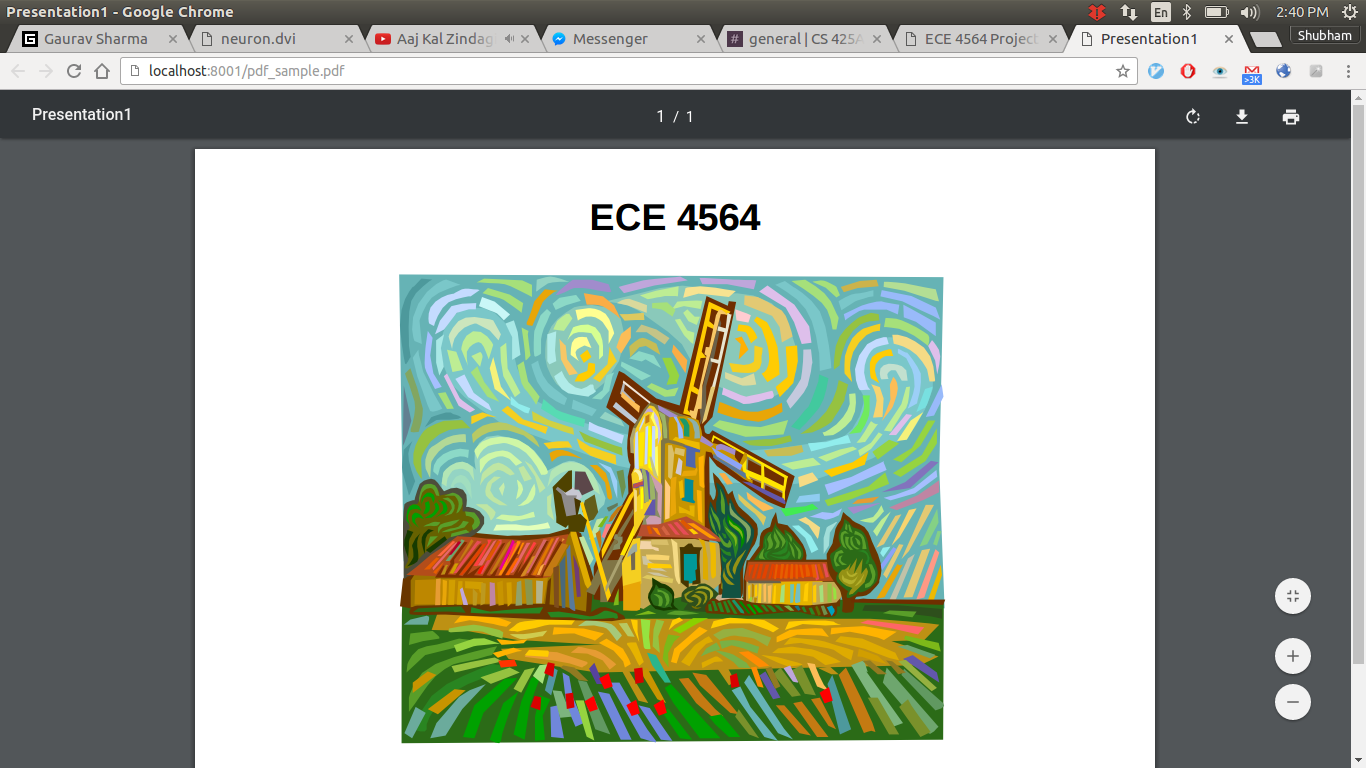 Presentation1 - Google Chrome
En
2:40 PM
Gaurav Sharma
neuron.dvi
Aaj Kal Zindag
Messenger
general | CS 425A
ECE 4564 Project
Presentation1
Shubham
localhost:8001/pdf_sample.pdf
>3K
Presentation1
1 / 1
ECE 4564